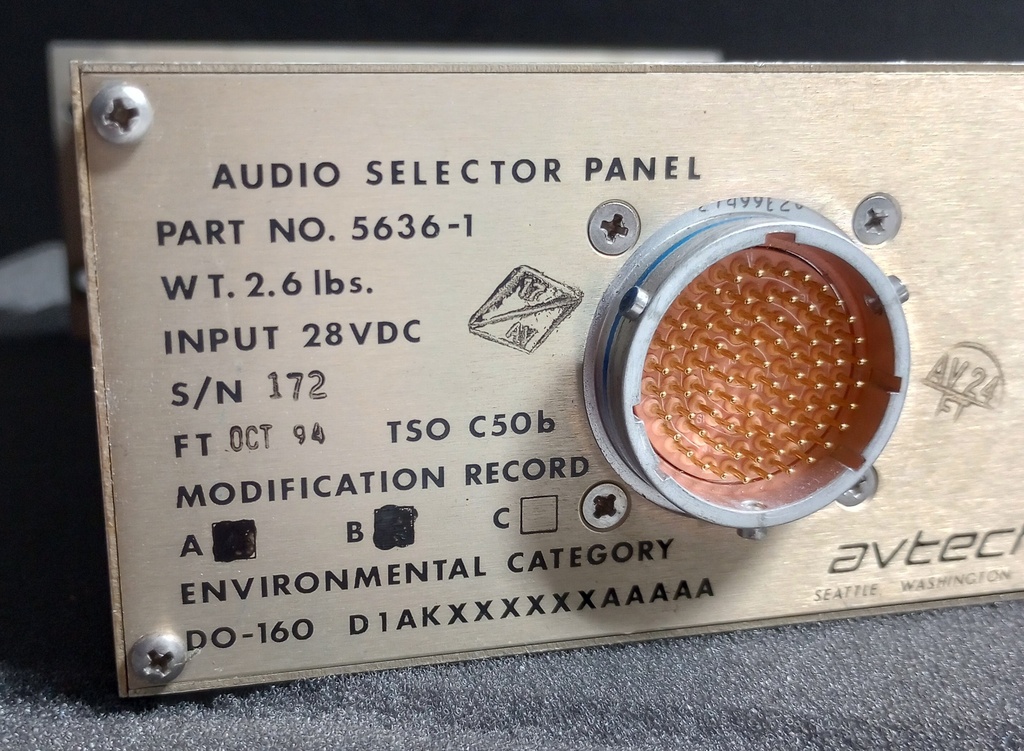 AUDIO SELECTOR PANEL
PART NO. 5636-1
WT. 2.6 lbs.
INPUT 28VDC
S/N 172
FT OCT 94 TSO C50b
MODIFICATION RECORD
A B C
ENVIRONMENTAL CATEGORY
DO-160 D1AKXXXXXXXAAAAA
AV 24
FT
avtech
SEATTLE, WASHINGTON